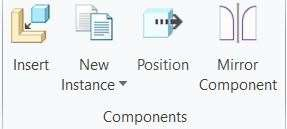 Insert
New Instance
Position
Mirror Component
Components